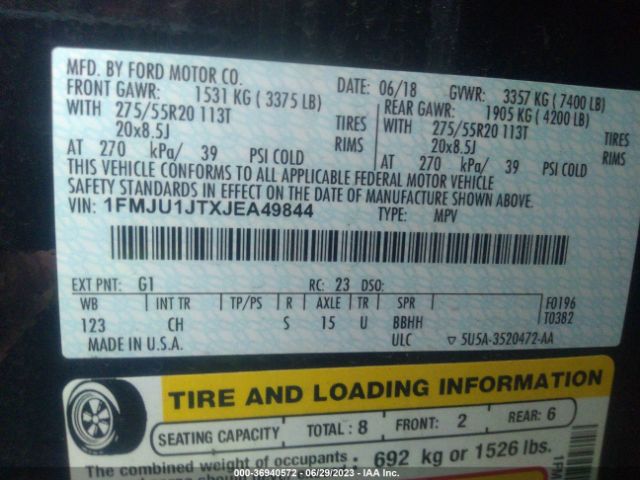 MFD. BY FORD MOTOR CO.
DATE: 06/18 GVWR: 3357 KG ( 7400 LB)
FRONT GAWR: 1531 KG ( 3375 LB) REAR GAWR: 1905 KG ( 4200 LB)
WITH 275/55R20 113T TIRES WITH 275/55R20 113T TIRES
20x8.5J RIMS 20x8.5J RIMS
AT 270 kPa/ 39 PSI COLD AT 270 kPa/ 39 PSI COLD
THIS VEHICLE CONFORMS TO ALL APPLICABLE FEDERAL MOTOR VEHICLE
SAFETY STANDARDS IN EFFECT ON THE DATE OF MANUFACTURE SHOWN ABOVE.
VIN: 1FMJU1JTXJEA49844 TYPE: MPV
EXT PNT: G1 RC: 23 DSO:
WB INT TR TP/PS R AXLE TR SPR F0196
T0382
123 CH S 15 U BBHH
MADE IN U.S.A. ULC ▽ 5U5A-3520472-AA
TIRE AND LOADING INFORMATION
SEATING CAPACITY TOTAL : 8 FRONT: 2 REAR: 6
The combined weight of occupants : 692 kg or 1526 lbs.
000-36940572 - 06/29/2023 - IAA Inc.